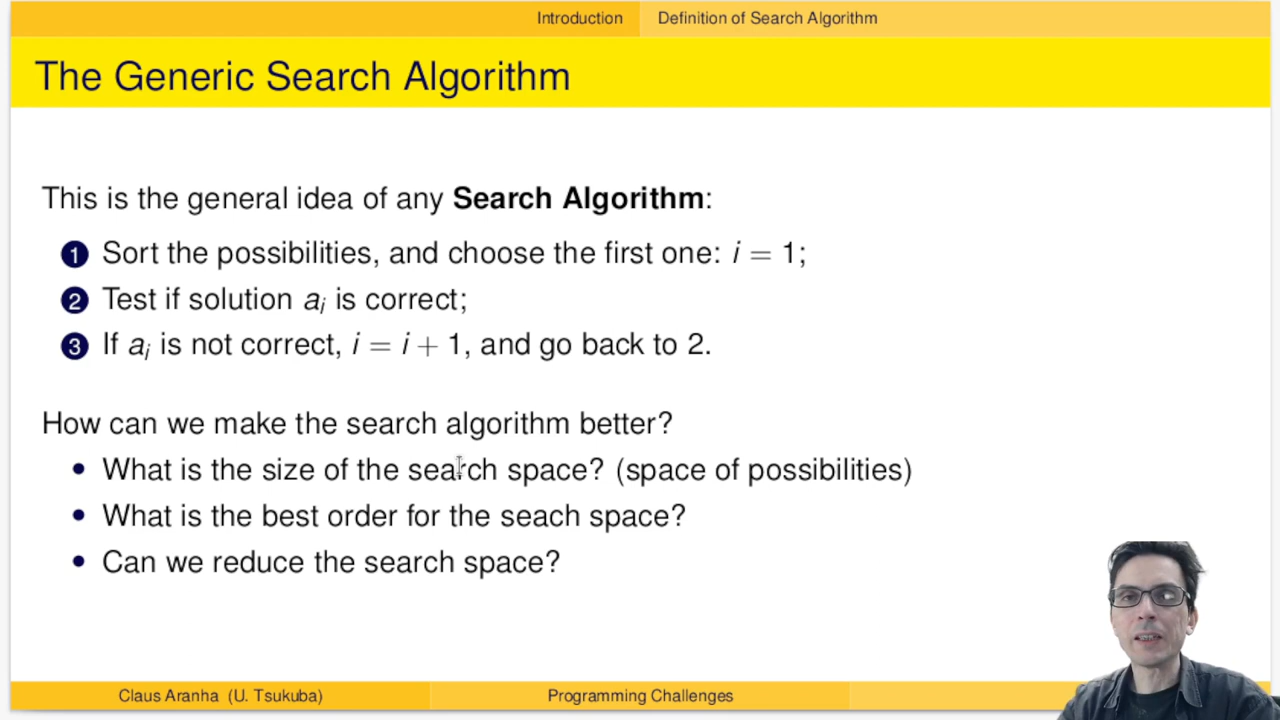 Introduction Definition of Search Algorithm
The Generic Search Algorithm
This is the general idea of any Search Algorithm:
1 Sort the possibilities, and choose the first one: i = 1;
2 Test if solution aᵢ is correct;
3 If aᵢ is not correct, i = i + 1, and go back to 2.
How can we make the search algorithm better?
• What is the size of the search space? (space of possibilities)
• What is the best order for the seach space?
• Can we reduce the search space?
Claus Aranha (U. Tsukuba) Programming Challenges